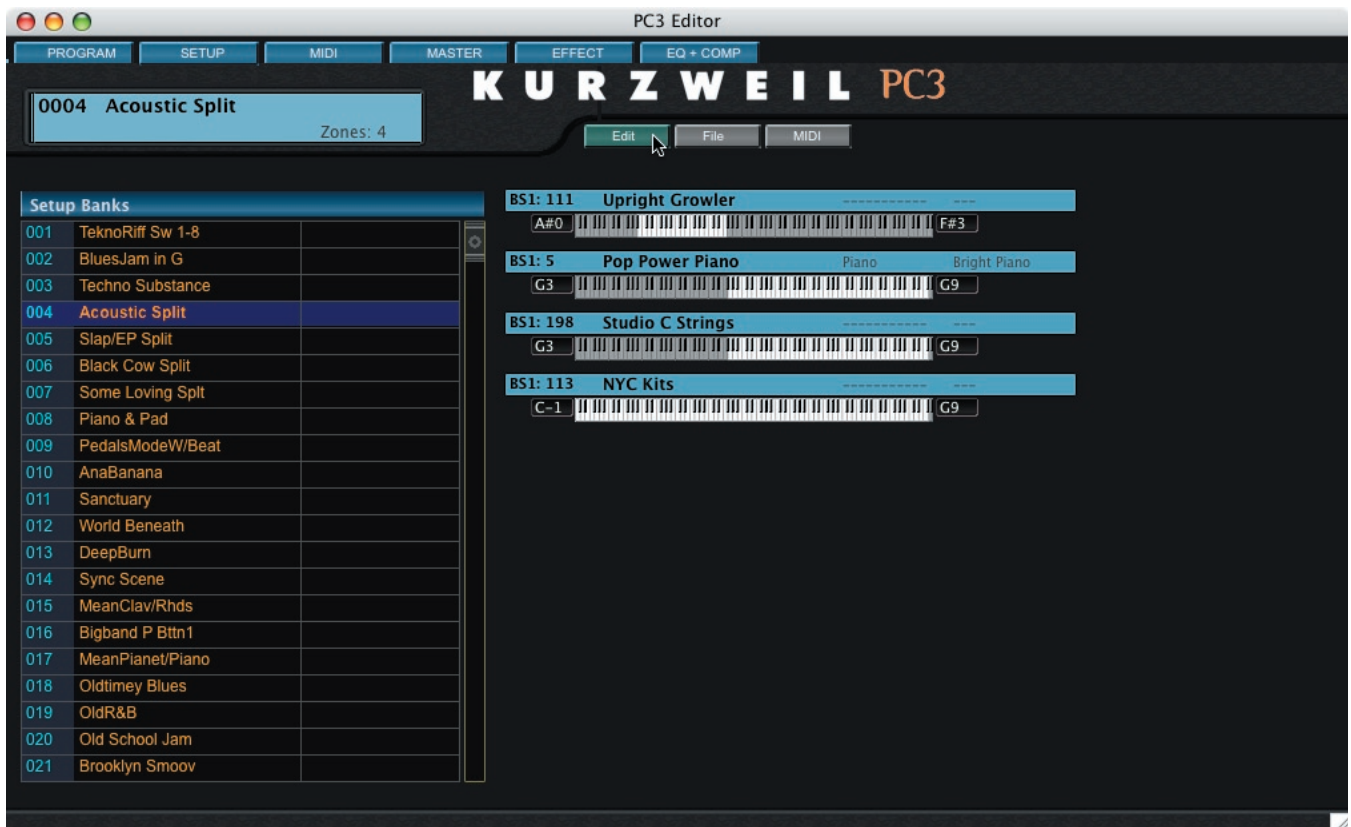 PC3 Editor
PROGRAM SETUP MIDI MASTER EFFECT EQ + COMP
KURZWEIL PC3
0004 Acoustic Split
Zones: 4
Edit File MIDI
Setup Banks
001 TeknoRiff Sw 1-8
002 BluesJam in G
003 Techno Substance
004 Acoustic Split
005 Slap/EP Split
006 Black Cow Split
007 Some Loving Splt
008 Piano & Pad
009 PedalsModeW/Beat
010 AnaBanana
011 Sanctuary
012 World Beneath
013 DeepBurn
014 Sync Scene
015 MeanClav/Rhds
016 Bigband P Bttn1
017 MeanPianet/Piano
018 Oldtimey Blues
019 OldR&B
020 Old School Jam
021 Brooklyn Smoov
BS1: 111 Upright Growler ----------- ---
A#0 F#3
BS1: 5 Pop Power Piano Piano Bright Piano
G3 G9
BS1: 198 Studio C Strings ----------- ---
G3 G9
BS1: 113 NYC Kits ----------- ---
C-1 G9